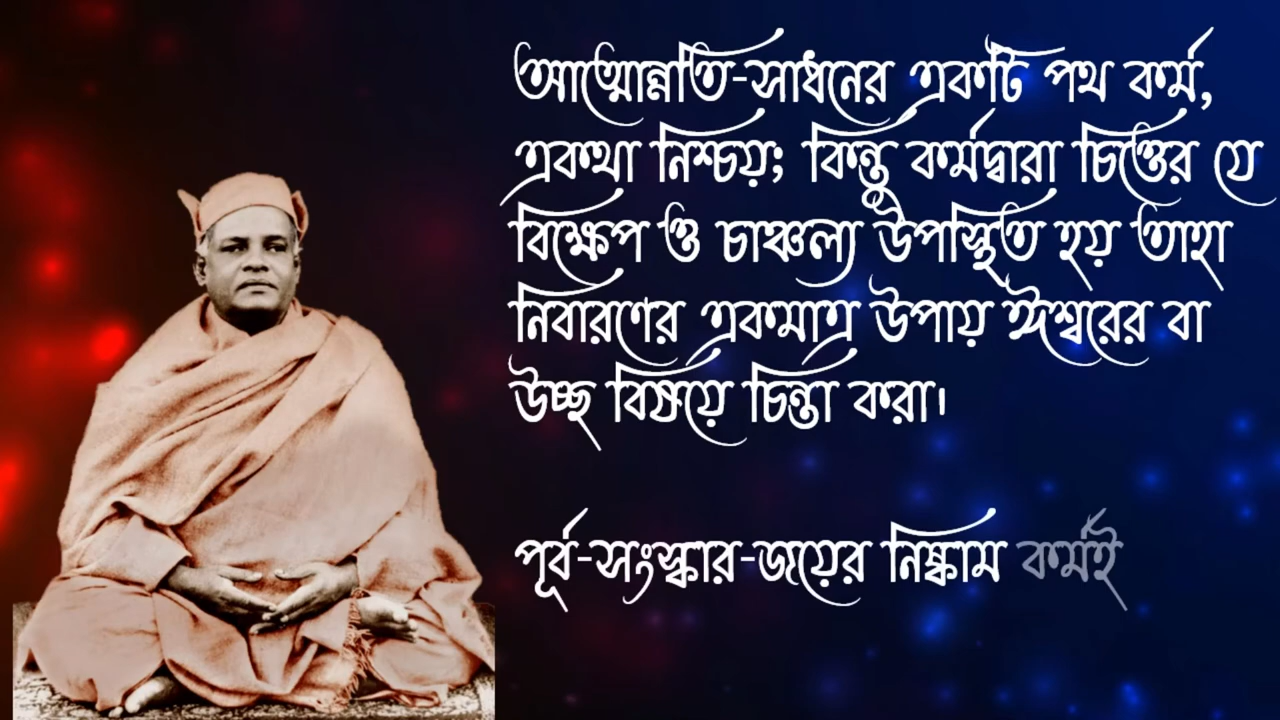 আত্মোন্নতি-সাধনের একটি পথ কর্ম,
একথা নিশ্চয়; কিন্তু কর্মদ্বারা চিত্তের যে
বিক্ষেপ ও চাঞ্চল্য উপস্থিত হয় তাহা
নিবারণের একমাত্র উপায় ঈশ্বরের বা
উচ্চ বিষয়ে চিন্তা করা।
পূর্ব-সংস্কার-জয়ের নিষ্কাম কর্মই